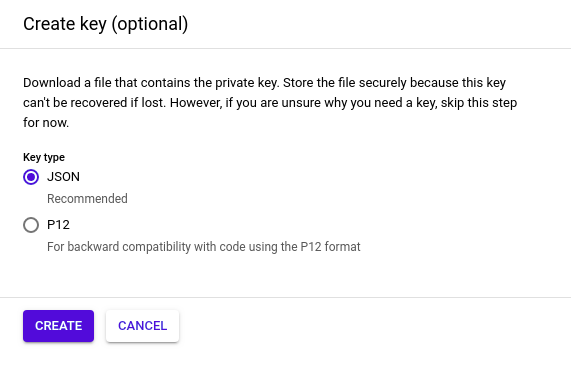 Create key (optional)
Download a file that contains the private key. Store the file securely because this key
can't be recovered if lost. However, if you are unsure why you need a key, skip this step
for now.
Key type
JSON
Recommended
P12
For backward compatibility with code using the P12 format
CREATE CANCEL